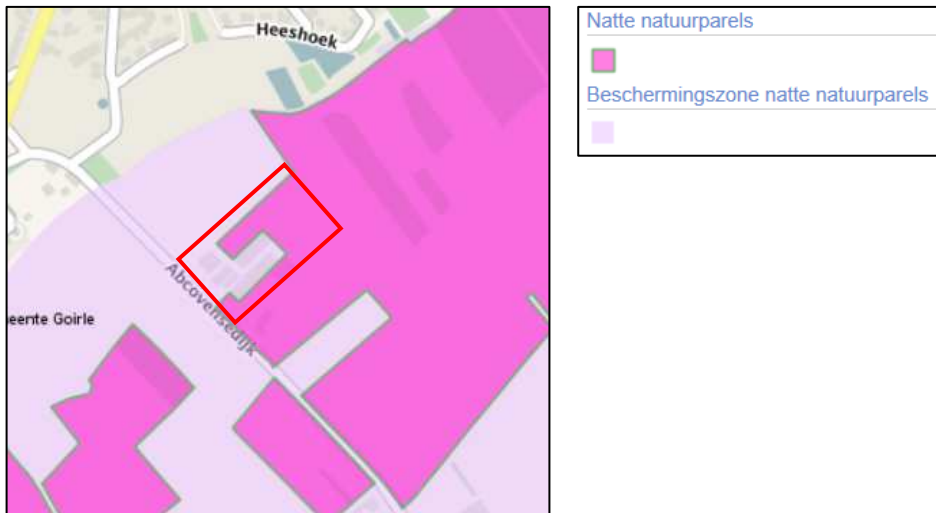 Heeshoek
Abcovensedijk
eente Goirle
Natte natuurparels
Beschermingszone natte natuurparels